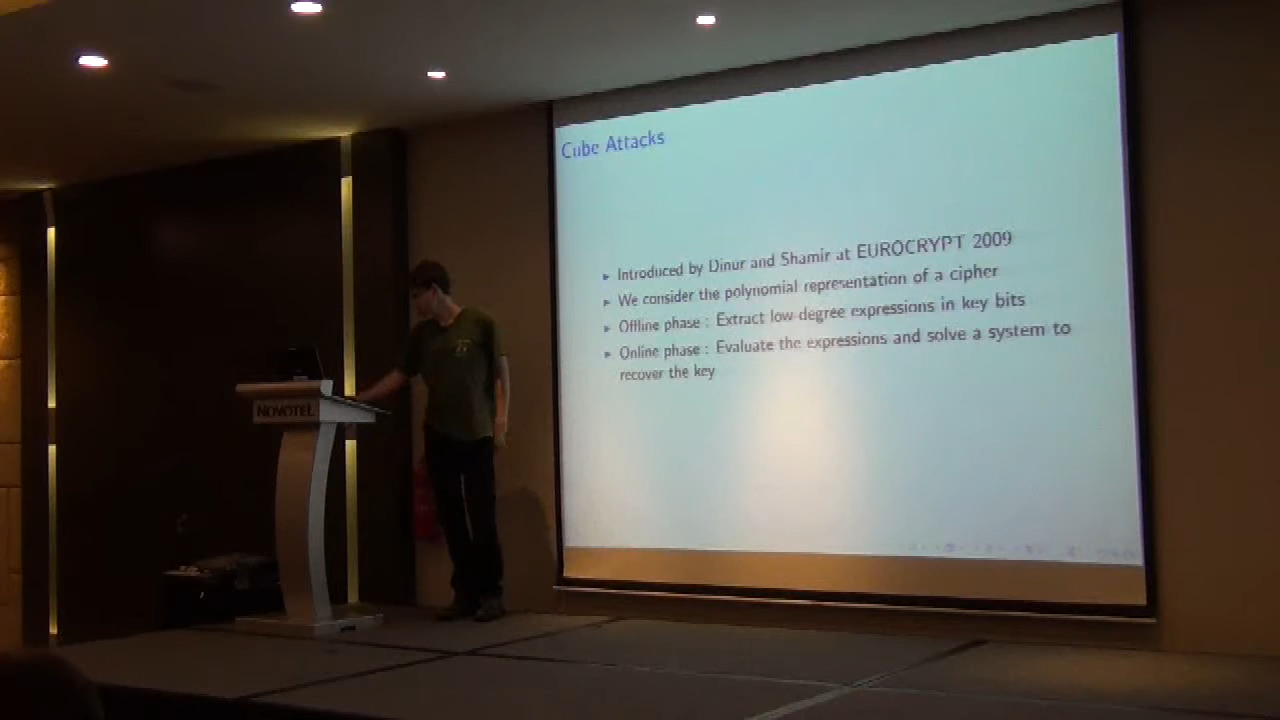 Cube Attacks
► Introduced by Dinur and Shamir at EUROCRYPT 2009
► We consider the polynomial representation of a cipher
► Offline phase : Extract low degree expressions in key bits
► Online phase : Evaluate the expressions and solve a system to
recover the key
NOVOTEL